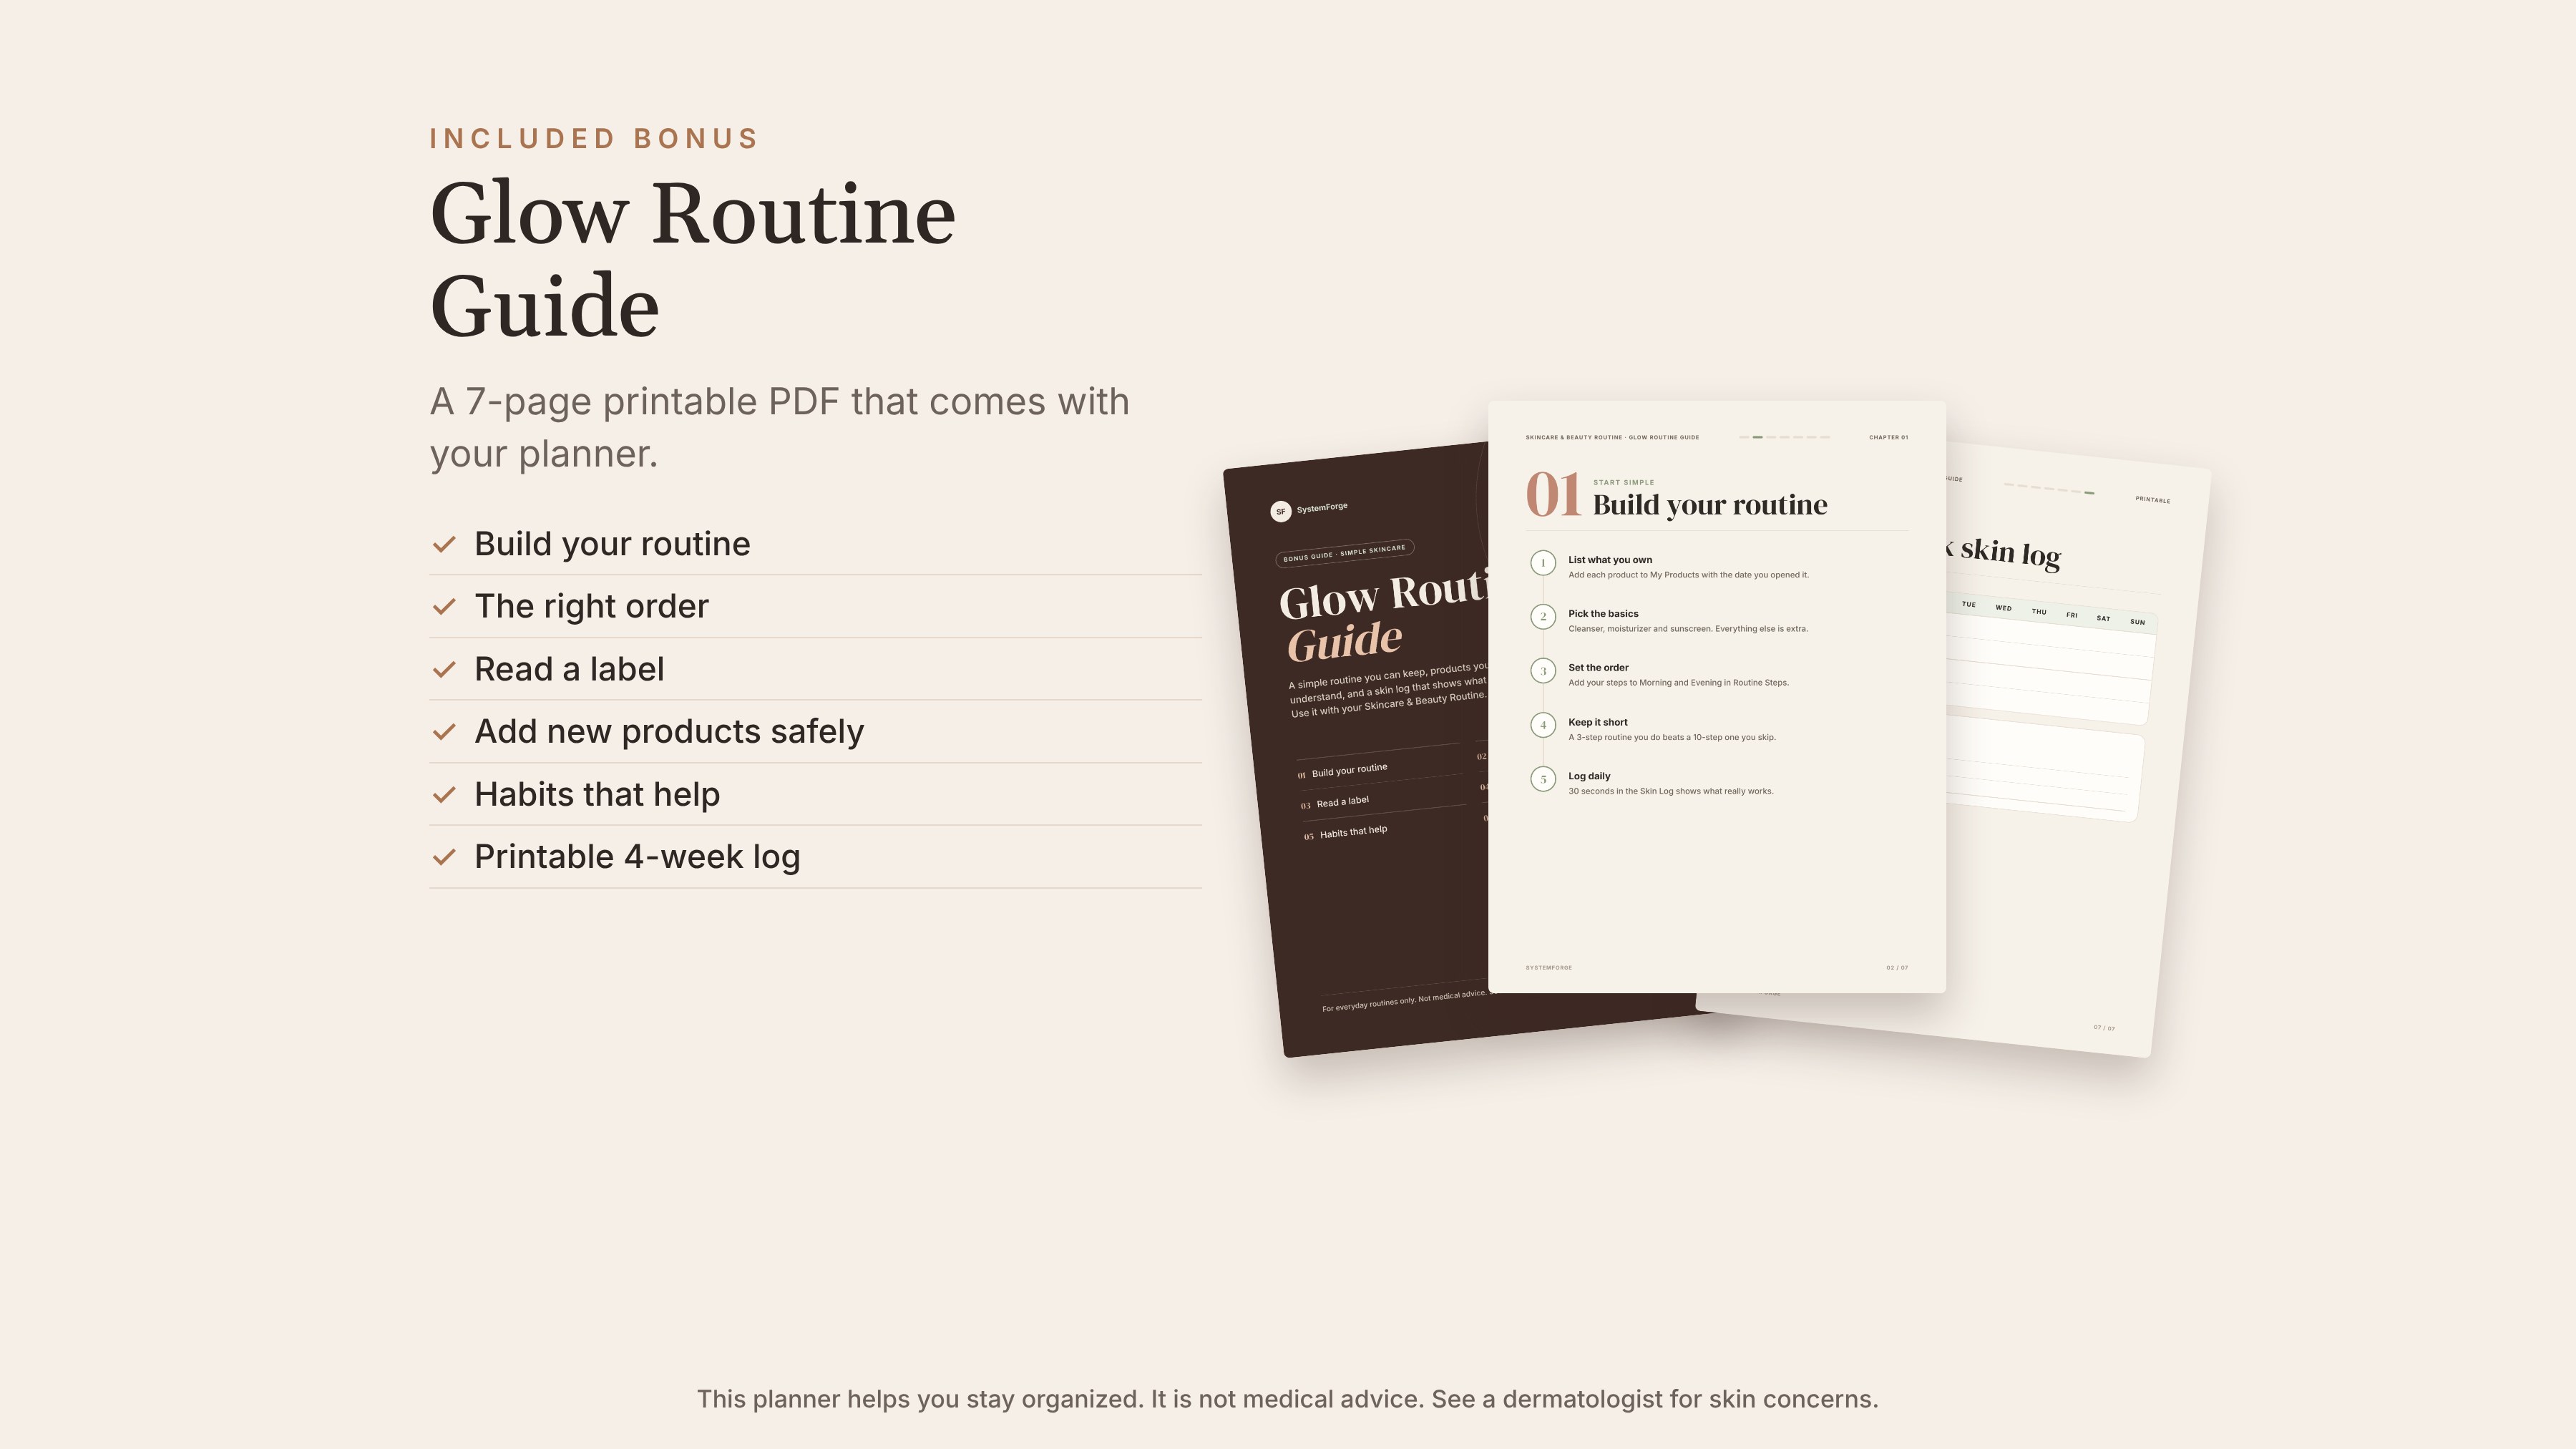 INCLUDED BONUS
Glow Routine
Guide
A 7-page printable PDF that comes with
your planner.
Build your routine
The right order
Read a label
Add new products safely
Habits that help
Printable 4-week log
SF SystemForge
BONUS GUIDE · SIMPLE SKINCARE
Glow Routi
Guide
A simple routine you can keep, products you
understand, and a skin log that shows what
Use it with your Skincare & Beauty Routine.
01 Build your routine
02
03 Read a label
05 Habits that help
For everyday routines only. Not medical advice.
SKINCARE & BEAUTY ROUTINE · GLOW ROUTINE GUIDE
CHAPTER 01
01
START SIMPLE
Build your routine
1 List what you own
Add each product to My Products with the date you opened it.
2 Pick the basics
Cleanser, moisturizer and sunscreen. Everything else is extra.
3 Set the order
Add your steps to Morning and Evening in Routine Steps.
4 Keep it short
A 3-step routine you do beats a 10-step one you skip.
5 Log daily
30 seconds in the Skin Log shows what really works.
SYSTEMFORGE
02 / 07
PRINTABLE
skin log
TUE WED THU FRI SAT SUN
07 / 07
This planner helps you stay organized. It is not medical advice. See a dermatologist for skin concerns.